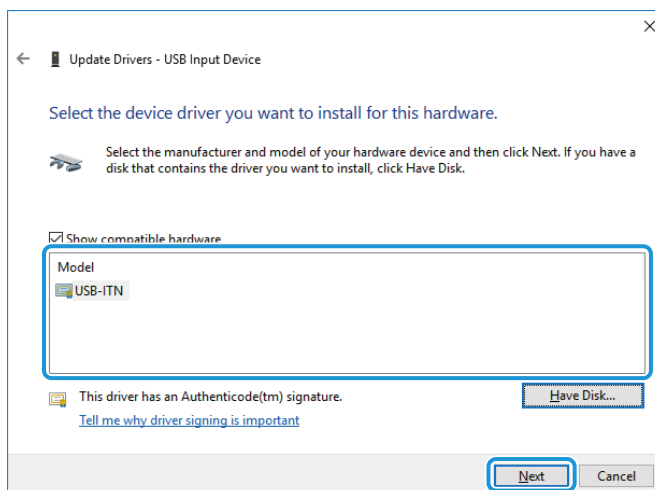 Update Drivers - USB Input Device
Select the device driver you want to install for this hardware.
Select the manufacturer and model of your hardware device and then click Next. If you have a
disk that contains the driver you want to install, click Have Disk.
Show compatible hardware
Model
USB-ITN
This driver has an Authenticode(tm) signature.
Have Disk...
Tell me why driver signing is important
Next
Cancel